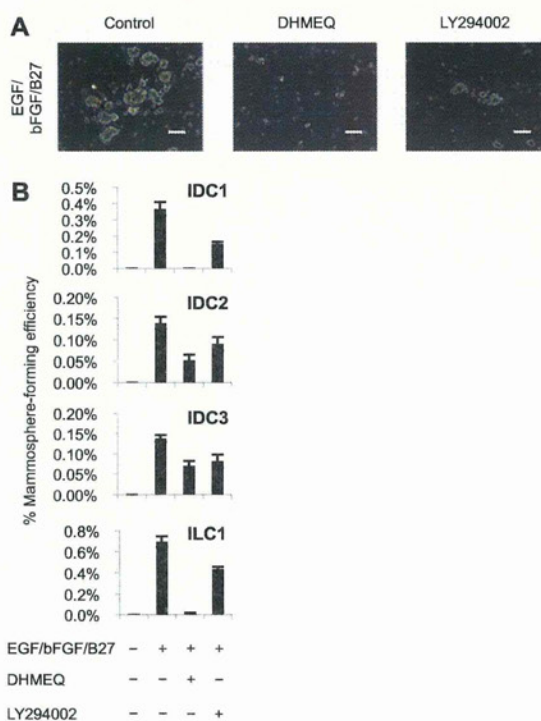 A
Control
DHMEQ
LY294002
EGF/
bFGF/B27
B
% Mammosphere-forming efficiency
IDC1
0.5%
0.4%
0.3%
0.2%
0.1%
0.0%
IDC2
0.20%
0.15%
0.10%
0.05%
0.00%
IDC3
0.20%
0.15%
0.10%
0.05%
0.00%
ILC1
0.8%
0.6%
0.4%
0.2%
0.0%
EGF/bFGF/B27 – + + +
DHMEQ – – + –
LY294002 – – – +